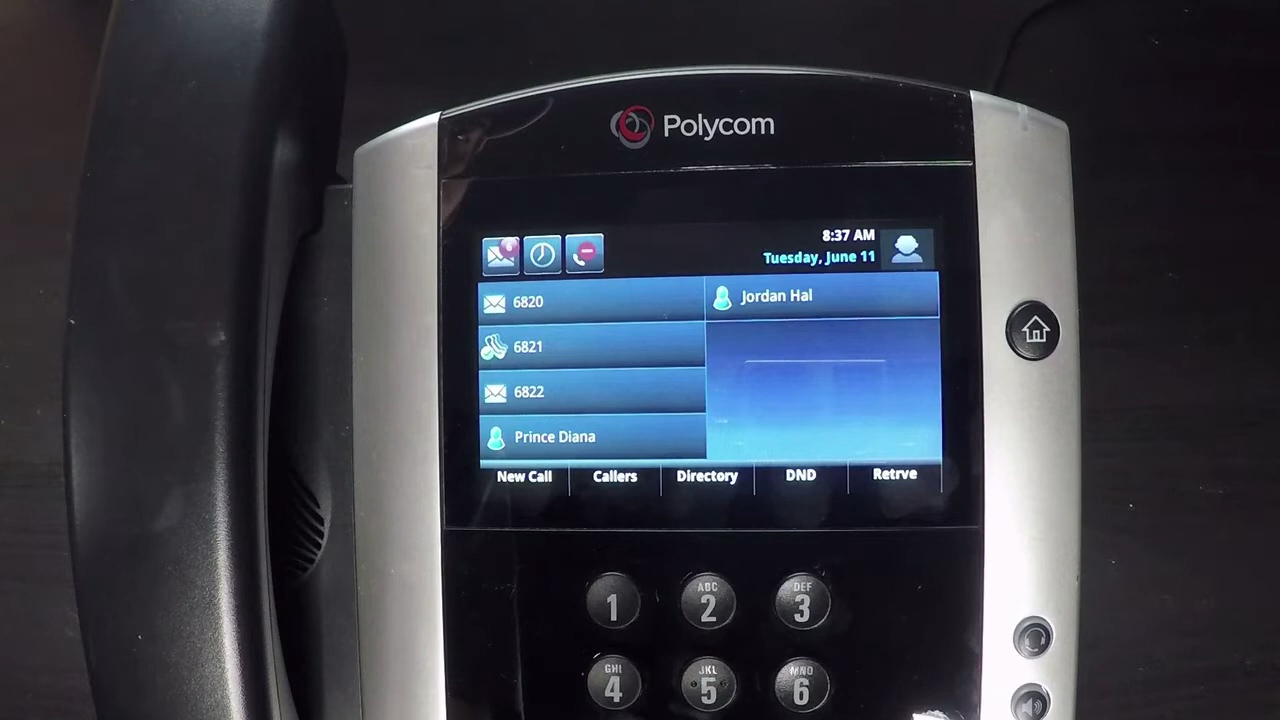 Polycom
8:37 AM
Tuesday, June 11
6820
Jordan Hal
6821
6822
Prince Diana
New Call Callers Directory DND Retrve
1 ABC 2 DEF 3
GHI 4 JKL 5 MNO 6